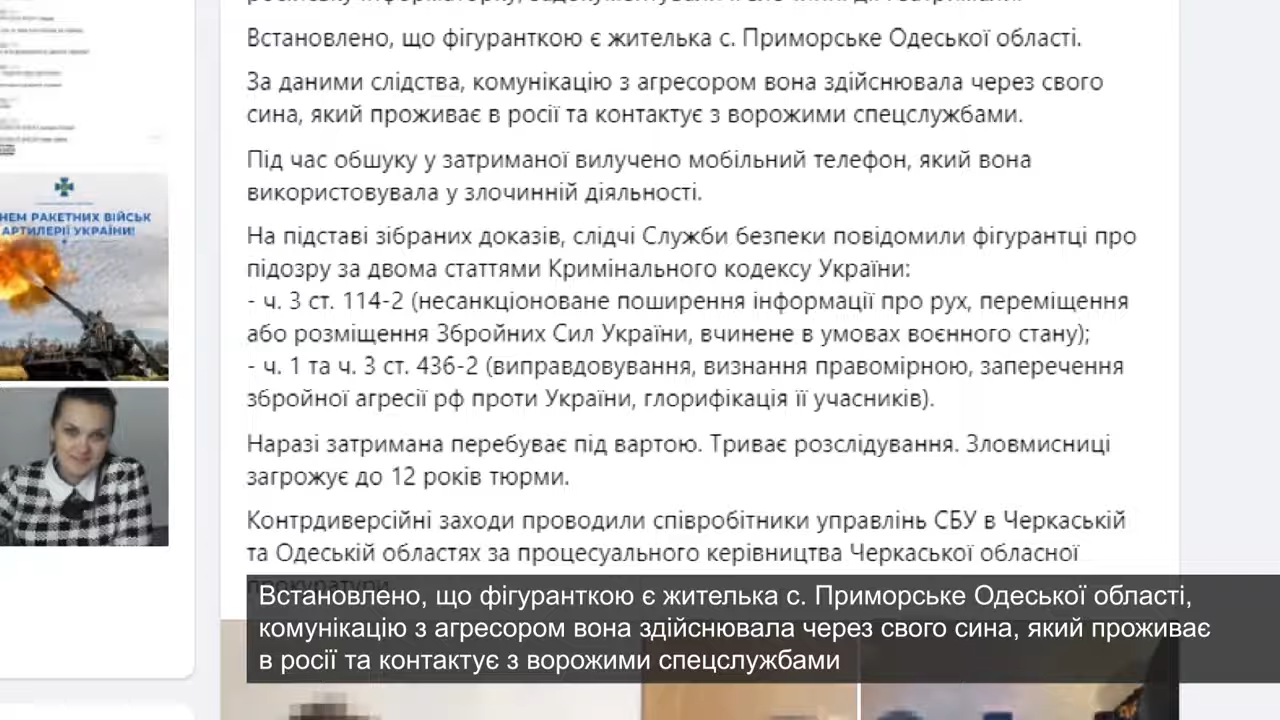 Встановлено, що фігуранткою є жителька с. Приморське Одеської області.
За даними слідства, комунікацію з агресором вона здійснювала через свого
сина, який проживає в росії та контактує з ворожими спецслужбами.
Під час обшуку у затриманої вилучено мобільний телефон, який вона
використовувала у злочинній діяльності.
На підставі зібраних доказів, слідчі Служби безпеки повідомили фігурантці про
підозру за двома статтями Кримінального кодексу України:
- ч. 3 ст. 114-2 (несанкціоноване поширення інформації про рух, переміщення
або розміщення Збройних Сил України, вчинене в умовах воєнного стану);
- ч. 1 та ч. 3 ст. 436-2 (виправдовування, визнання правомірною, заперечення
збройної агресії рф проти України, глорифікація її учасників).
Наразі затримана перебуває під вартою. Триває розслідування. Зловмисниці
загрожує до 12 років тюрми.
Контрдиверсійні заходи проводили співробітники управлінь СБУ в Черкаській
та Одеській областях за процесуального керівництва Черкаської обласної
прокуратури.
НЕМ РАКЕТНИХ ВІЙСЬК
АРТИЛЕРІЇ УКРАЇНИ!
Встановлено, що фігуранткою є жителька с. Приморське Одеської області,
комунікацію з агресором вона здійснювала через свого сина, який проживає
в росії та контактує з ворожими спецслужбами